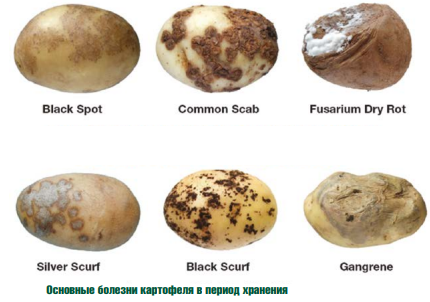 Black Spot Common Scab Fusarium Dry Rot
Silver Scurf Black Scurf Gangrene
Основные болезни картофеля в период хранения